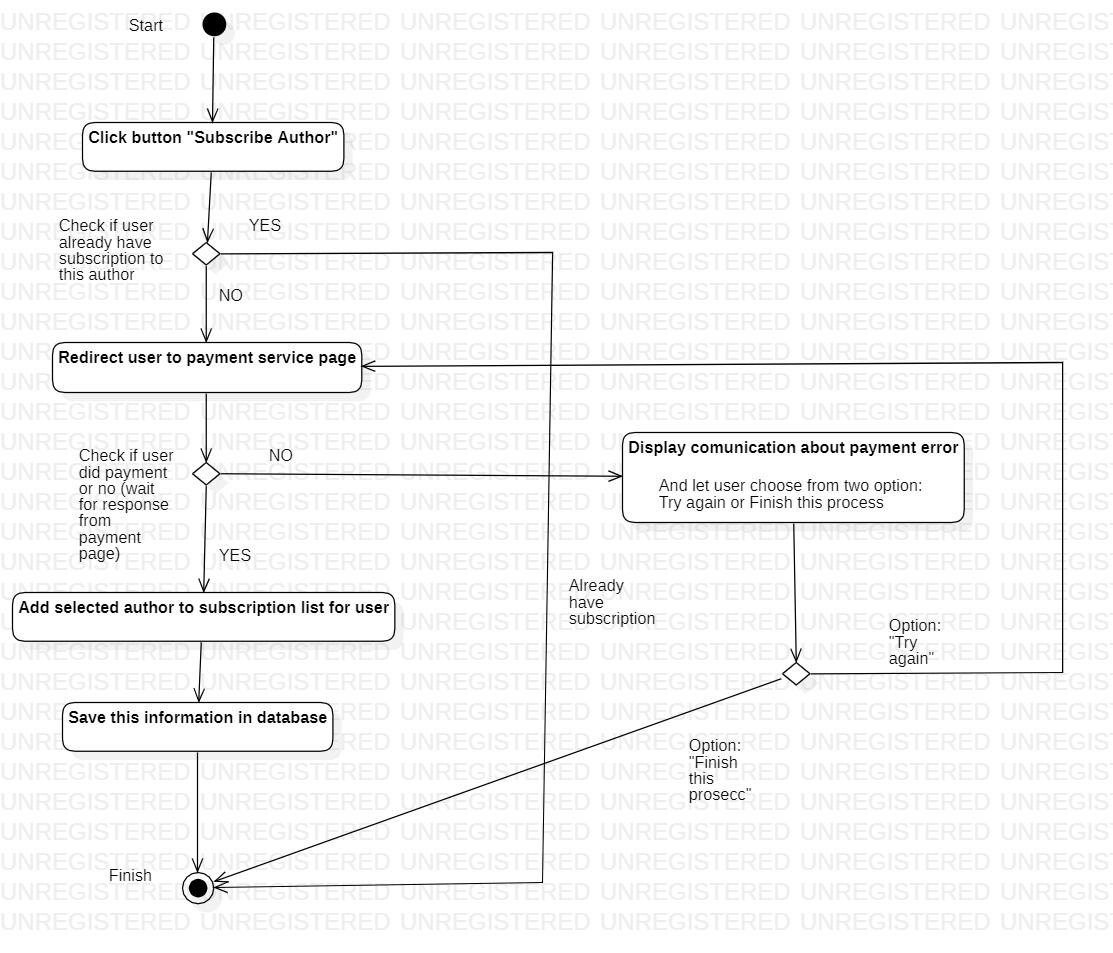 Start
Click button "Subscribe Author"
Check if user
already have
subscription to
this author
YES
NO
Redirect user to payment service page
Check if user
did payment
or no (wait
for response
from
payment
page)
NO
YES
Display comunication about payment error
And let user choose from two option:
Try again or Finish this process
Add selected author to subscription list for user
Already
have
subscription
Option:
"Try
again"
Save this information in database
Option:
"Finish
this
prosecc"
Finish
UNREGISTERED UNREGISTERED UNREGISTERED UNREGISTERED UNREGISTERED UNREGIS